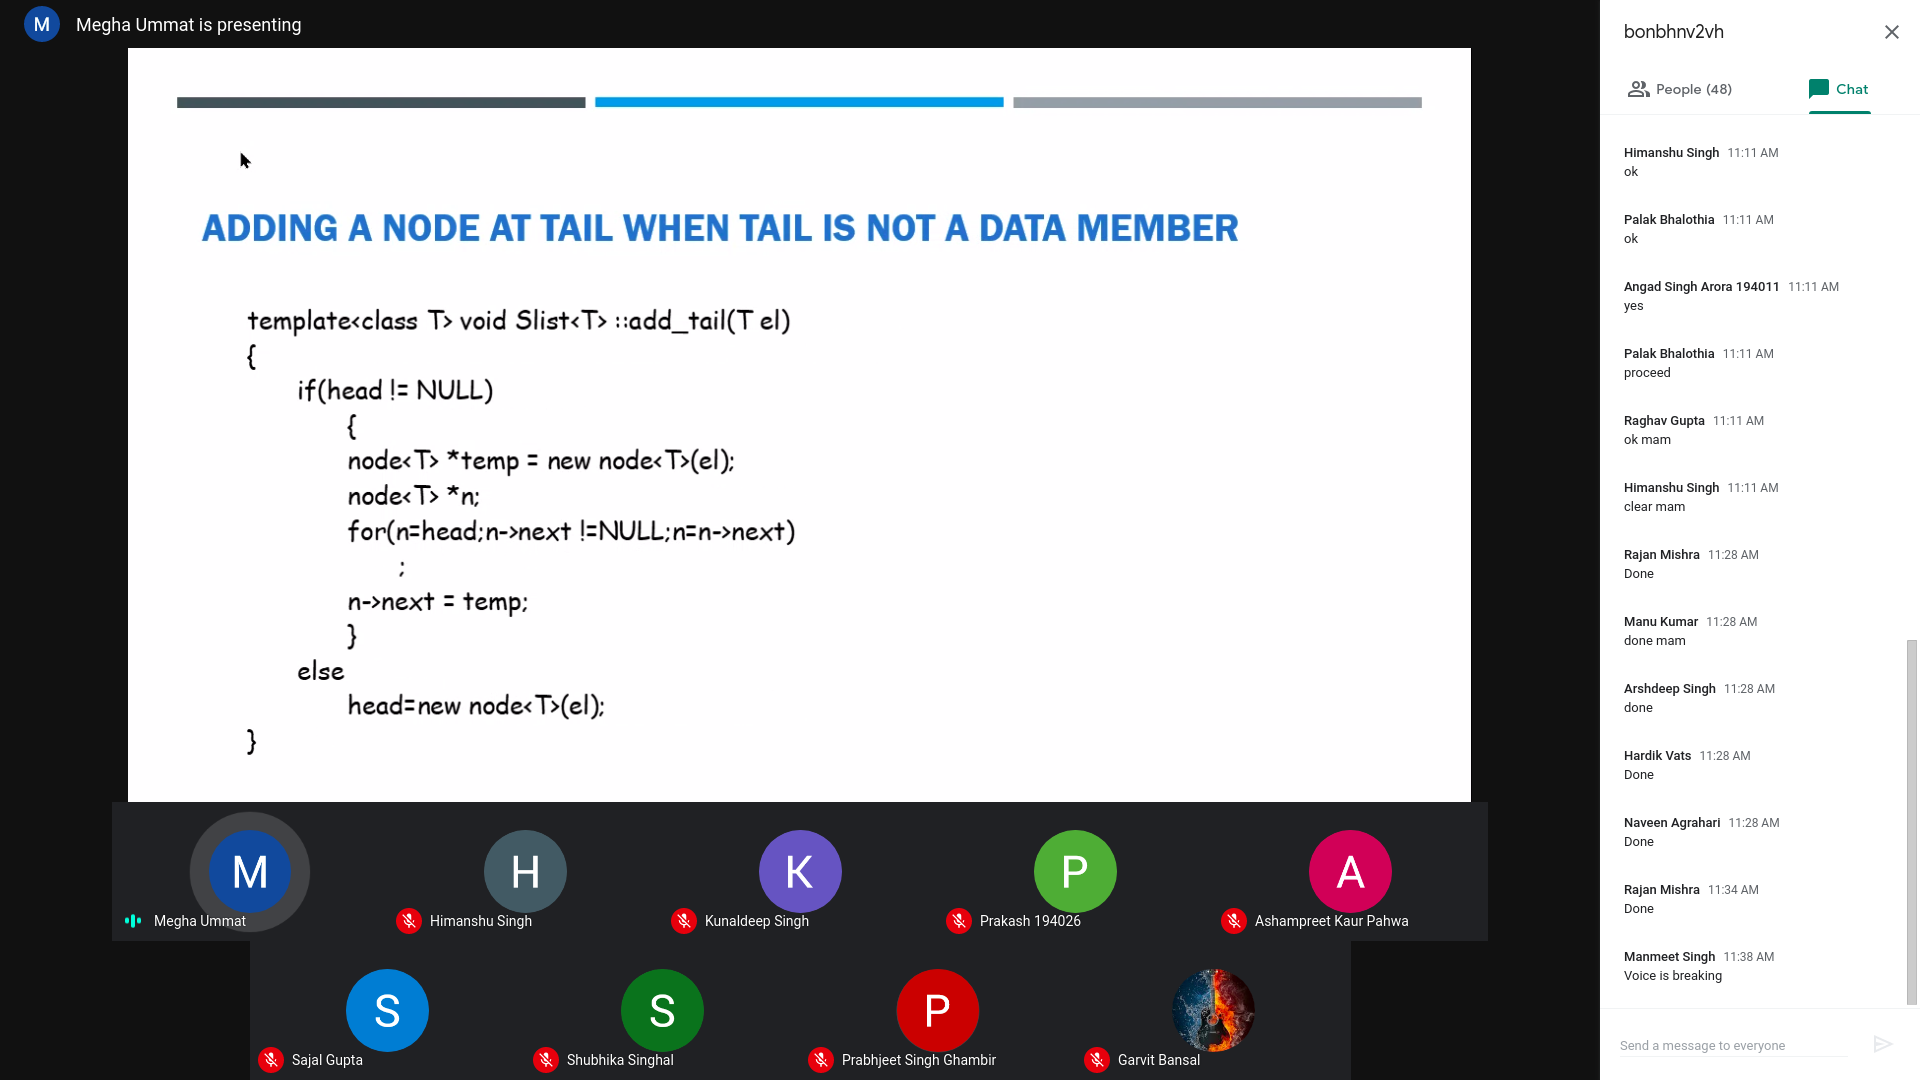 M Megha Ummat is presenting
ADDING A NODE AT TAIL WHEN TAIL IS NOT A DATA MEMBER
template<class T> void Slist<T> ::add_tail(T el)
{
if(head != NULL)
{
node<T> *temp = new node<T>(el);
node<T> *n;
for(n=head;n->next !=NULL;n=n->next)
;
n->next = temp;
}
else
head=new node<T>(el);
}
M
H
K
P
A
Megha Ummat
Himanshu Singh
Kunaldeep Singh
Prakash 194026
Ashampreet Kaur Pahwa
S
S
P
Sajal Gupta
Shubhika Singhal
Prabhjeet Singh Ghambir
Garvit Bansal
bonbhnv2vh
People (48)
Chat
Himanshu Singh 11:11 AM
ok
Palak Bhalothia 11:11 AM
ok
Angad Singh Arora 194011 11:11 AM
yes
Palak Bhalothia 11:11 AM
proceed
Raghav Gupta 11:11 AM
ok mam
Himanshu Singh 11:11 AM
clear mam
Rajan Mishra 11:28 AM
Done
Manu Kumar 11:28 AM
done mam
Arshdeep Singh 11:28 AM
done
Hardik Vats 11:28 AM
Done
Naveen Agrahari 11:28 AM
Done
Rajan Mishra 11:34 AM
Done
Manmeet Singh 11:38 AM
Voice is breaking
Send a message to everyone